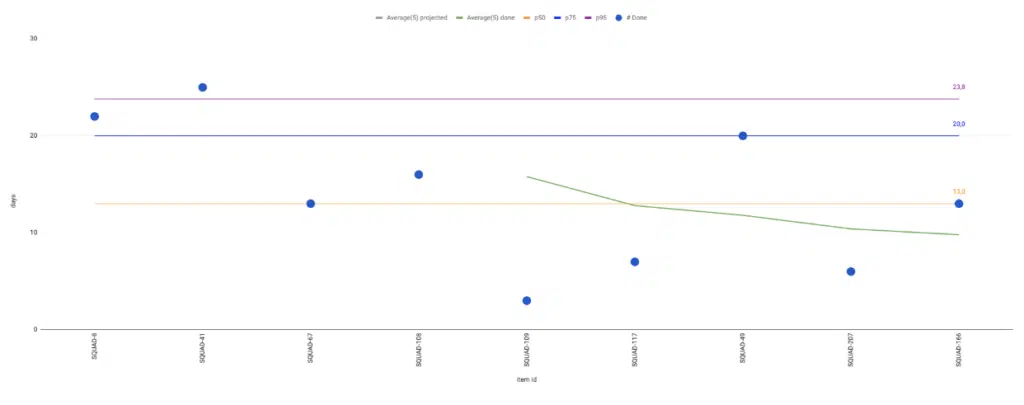 Average(5) projected Average(5) done p50 p75 p95 # Done
30
23,8
20,0
20
13,0
days
10
0
SQUAD-8
SQUAD-41
SQUAD-67
SQUAD-108
SQUAD-109
SQUAD-117
SQUAD-49
SQUAD-207
SQUAD-166
item id